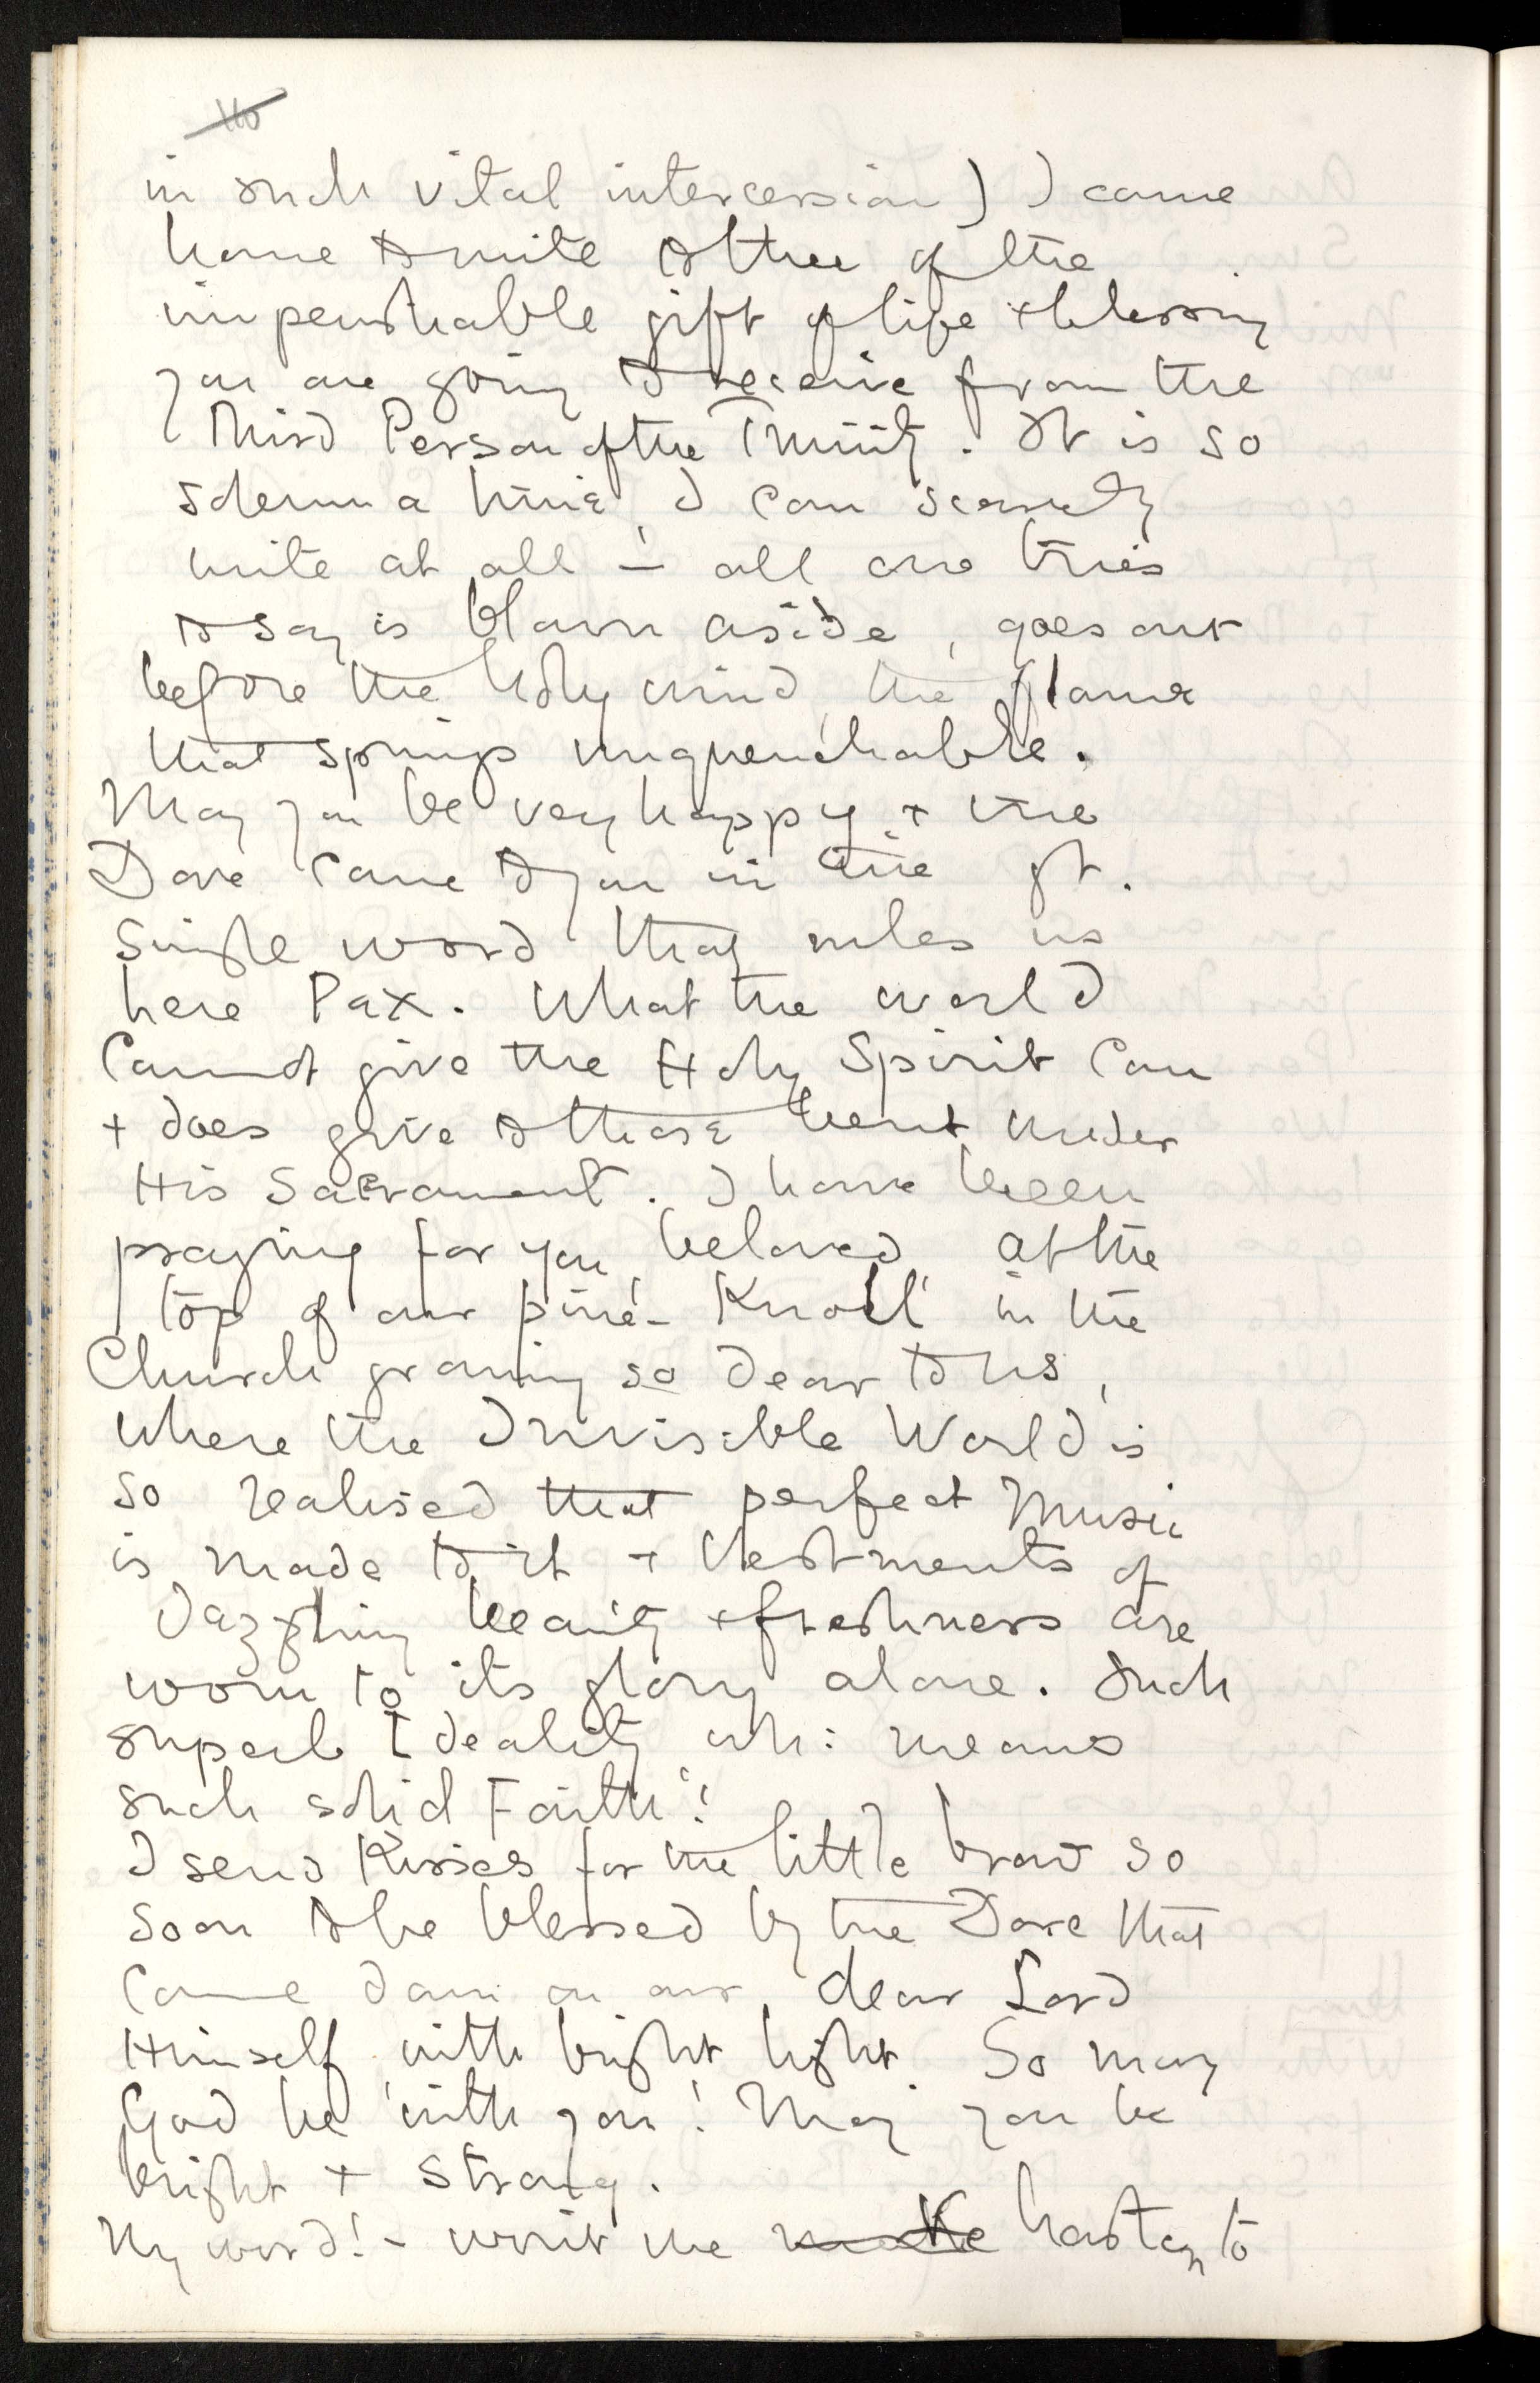 in such vital intercession) I came
home to write to thee of the
imperishable gift of life + blessing
you are going to receive from the
Third Person of the Trinity. It is so
solemn a time, I can scarcely
write at all – all one tries
to say is blown aside, goes out
before the holy wind, the flame
that springs unquenchable.
May you be very happy + the
Dove come to you in the gt.
single word that rules us
here Pax. What the world
cannot give the Holy Spirit can
+ does give to those bent under
His Sacrament. I have been
praying for you, beloved, at the
top of our pine-Knoll in the
Church growing so dear to us,
where the Invisible World is
so realised that perfect Music
is made to it + Vestments of
dazzling beauty + freshness are
worn to its glory alone. Such
superb Ideality wh: means
such solid Faith!
I send Kisses for the little brow so
soon to be blessed by the Dove that
came down on our dear Lord
Himself with bright light. So may
God be with you! May you be
bright + strong.
My word! – won't we hasten to